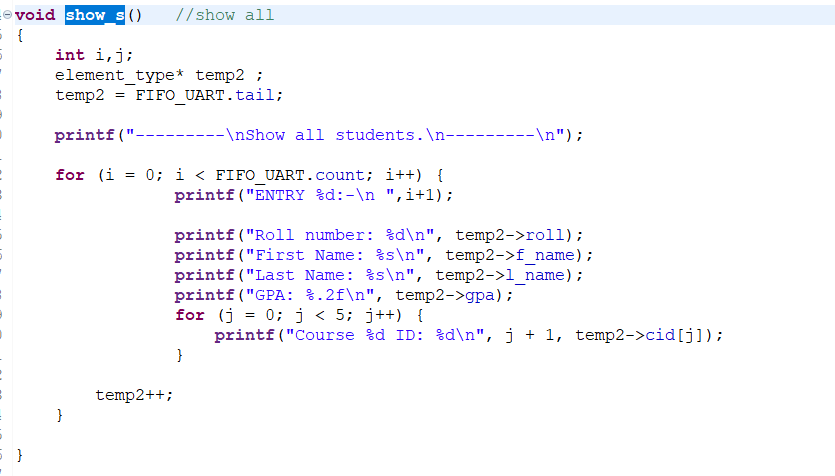 void show_s()   //show all
{
    int i,j;
    element_type* temp2 ;
    temp2 = FIFO_UART.tail;
    printf("---------\nShow all students.\n---------\n");
    for (i = 0; i < FIFO_UART.count; i++) {
                printf("ENTRY %d:-\n ",i+1);
                printf("Roll number: %d\n", temp2->roll);
                printf("First Name: %s\n", temp2->f_name);
                printf("Last Name: %s\n", temp2->l_name);
                printf("GPA: %.2f\n", temp2->gpa);
                for (j = 0; j < 5; j++) {
                    printf("Course %d ID: %d\n", j + 1, temp2->cid[j]);
                }
        temp2++;
    }
}